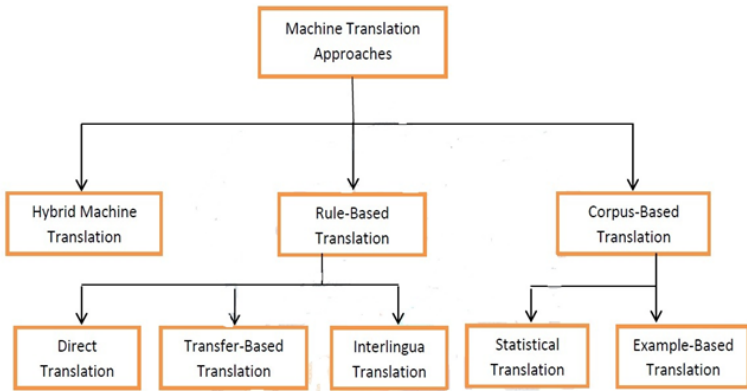 Machine Translation
Approaches
Hybrid Machine
Translation
Rule-Based
Translation
Corpus-Based
Translation
Direct
Translation
Transfer-Based
Translation
Interlingua
Translation
Statistical
Translation
Example-Based
Translation